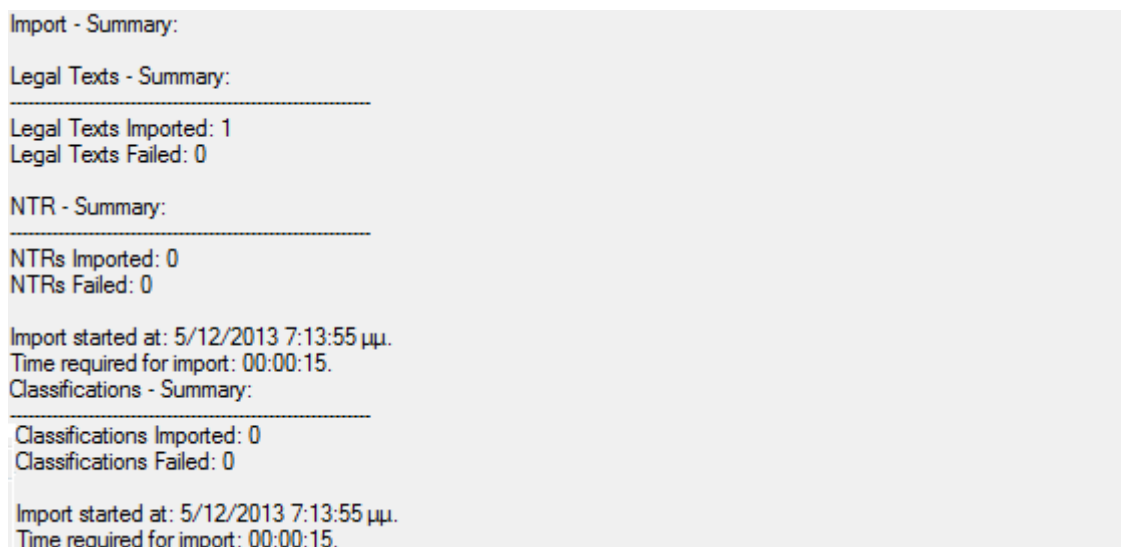 Import - Summary:
Legal Texts - Summary:
------------------------------------------------------------------------
Legal Texts Imported: 1
Legal Texts Failed: 0
NTR - Summary:
------------------------------------------------------------------------
NTRs Imported: 0
NTRs Failed: 0
Import started at: 5/12/2013 7:13:55 μμ.
Time required for import: 00:00:15.
Classifications - Summary:
------------------------------------------------------------------------
Classifications Imported: 0
Classifications Failed: 0
Import started at: 5/12/2013 7:13:55 μμ.
Time required for import: 00:00:15.